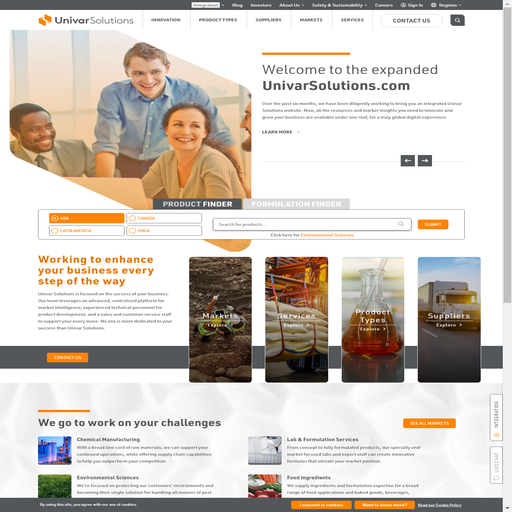 Integration Blog Investors About Us Safety & Sustainability Careers Sign In Regions
UnivarSolutions INNOVATION PRODUCT TYPES SUPPLIERS MARKETS SERVICES CONTACT US
Welcome to the expanded
UnivarSolutions.com
Over the past six months, we have been diligently working to bring you an integrated Univar
Solutions website. Now, all the resources and market insights you need to innovate and
grow your business are available under one roof, for a truly global digital experience.
LEARN MORE
PRODUCT FINDER FORMULATION FINDER
USA CANADA
LATIN AMERICA EMEA
Search for products...
SUBMIT
Click here for Environmental Sciences
Working to enhance
your business every
step of the way
Univar Solutions is focused on the success of your business.
Our team leverages an advanced, centralized platform for
market intelligence, experienced technical personnel for
product development, and a sales and customer service staff
to support your every move. No one is more dedicated to your
success than Univar Solutions.
CONTACT US
Markets
Explore
Services
Explore
Product
Types
Explore
Suppliers
Explore
We go to work on your challenges
SEE ALL MARKETS
Chemical Manufacturing
With a broad line card of raw materials, we can support your
continued operations, while offering supply chain capabilities
to help you outperform your competition.
Lab & Formulation Services
From concept to fully formulated products, our specialty end-
market focused labs and expert staff can create innovative
formulas that elevate your market position.
Environmental Sciences
We're focused on protecting our customers' environments and
becoming their single solution for handling all manner of pest
Food Ingredients
We supply ingredients and formulation expertise for a broad
range of food applications and baked goods, beverages,
INTEGRATION
LIVE CHAT
By using this site, you agree with our use of cookies.
I consent to cookies
Want to know more?
Read our Cookie Policy